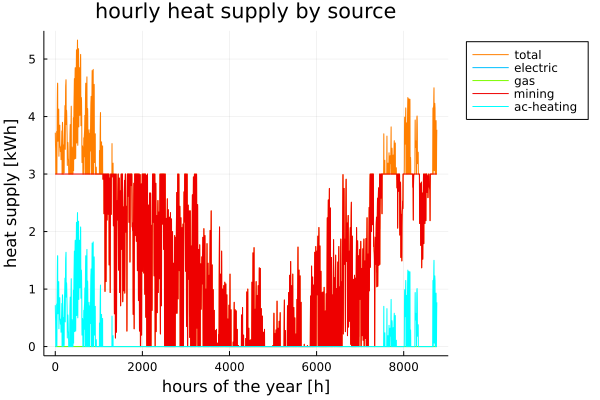 hourly heat supply by source
heat supply [kWh]
5
4
3
2
1
0
0
2000
4000
6000
8000
hours of the year [h]
total
electric
gas
mining
ac-heating